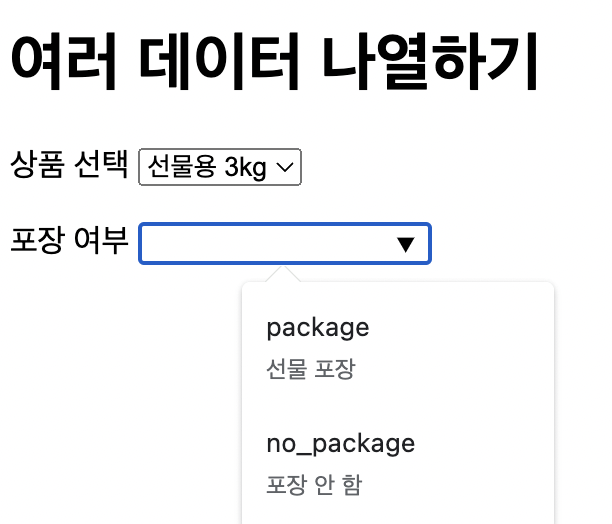 여러 데이터 나열하기
상품 선택 선물용 3kg
포장 여부
package
선물 포장
no_package
포장 안 함